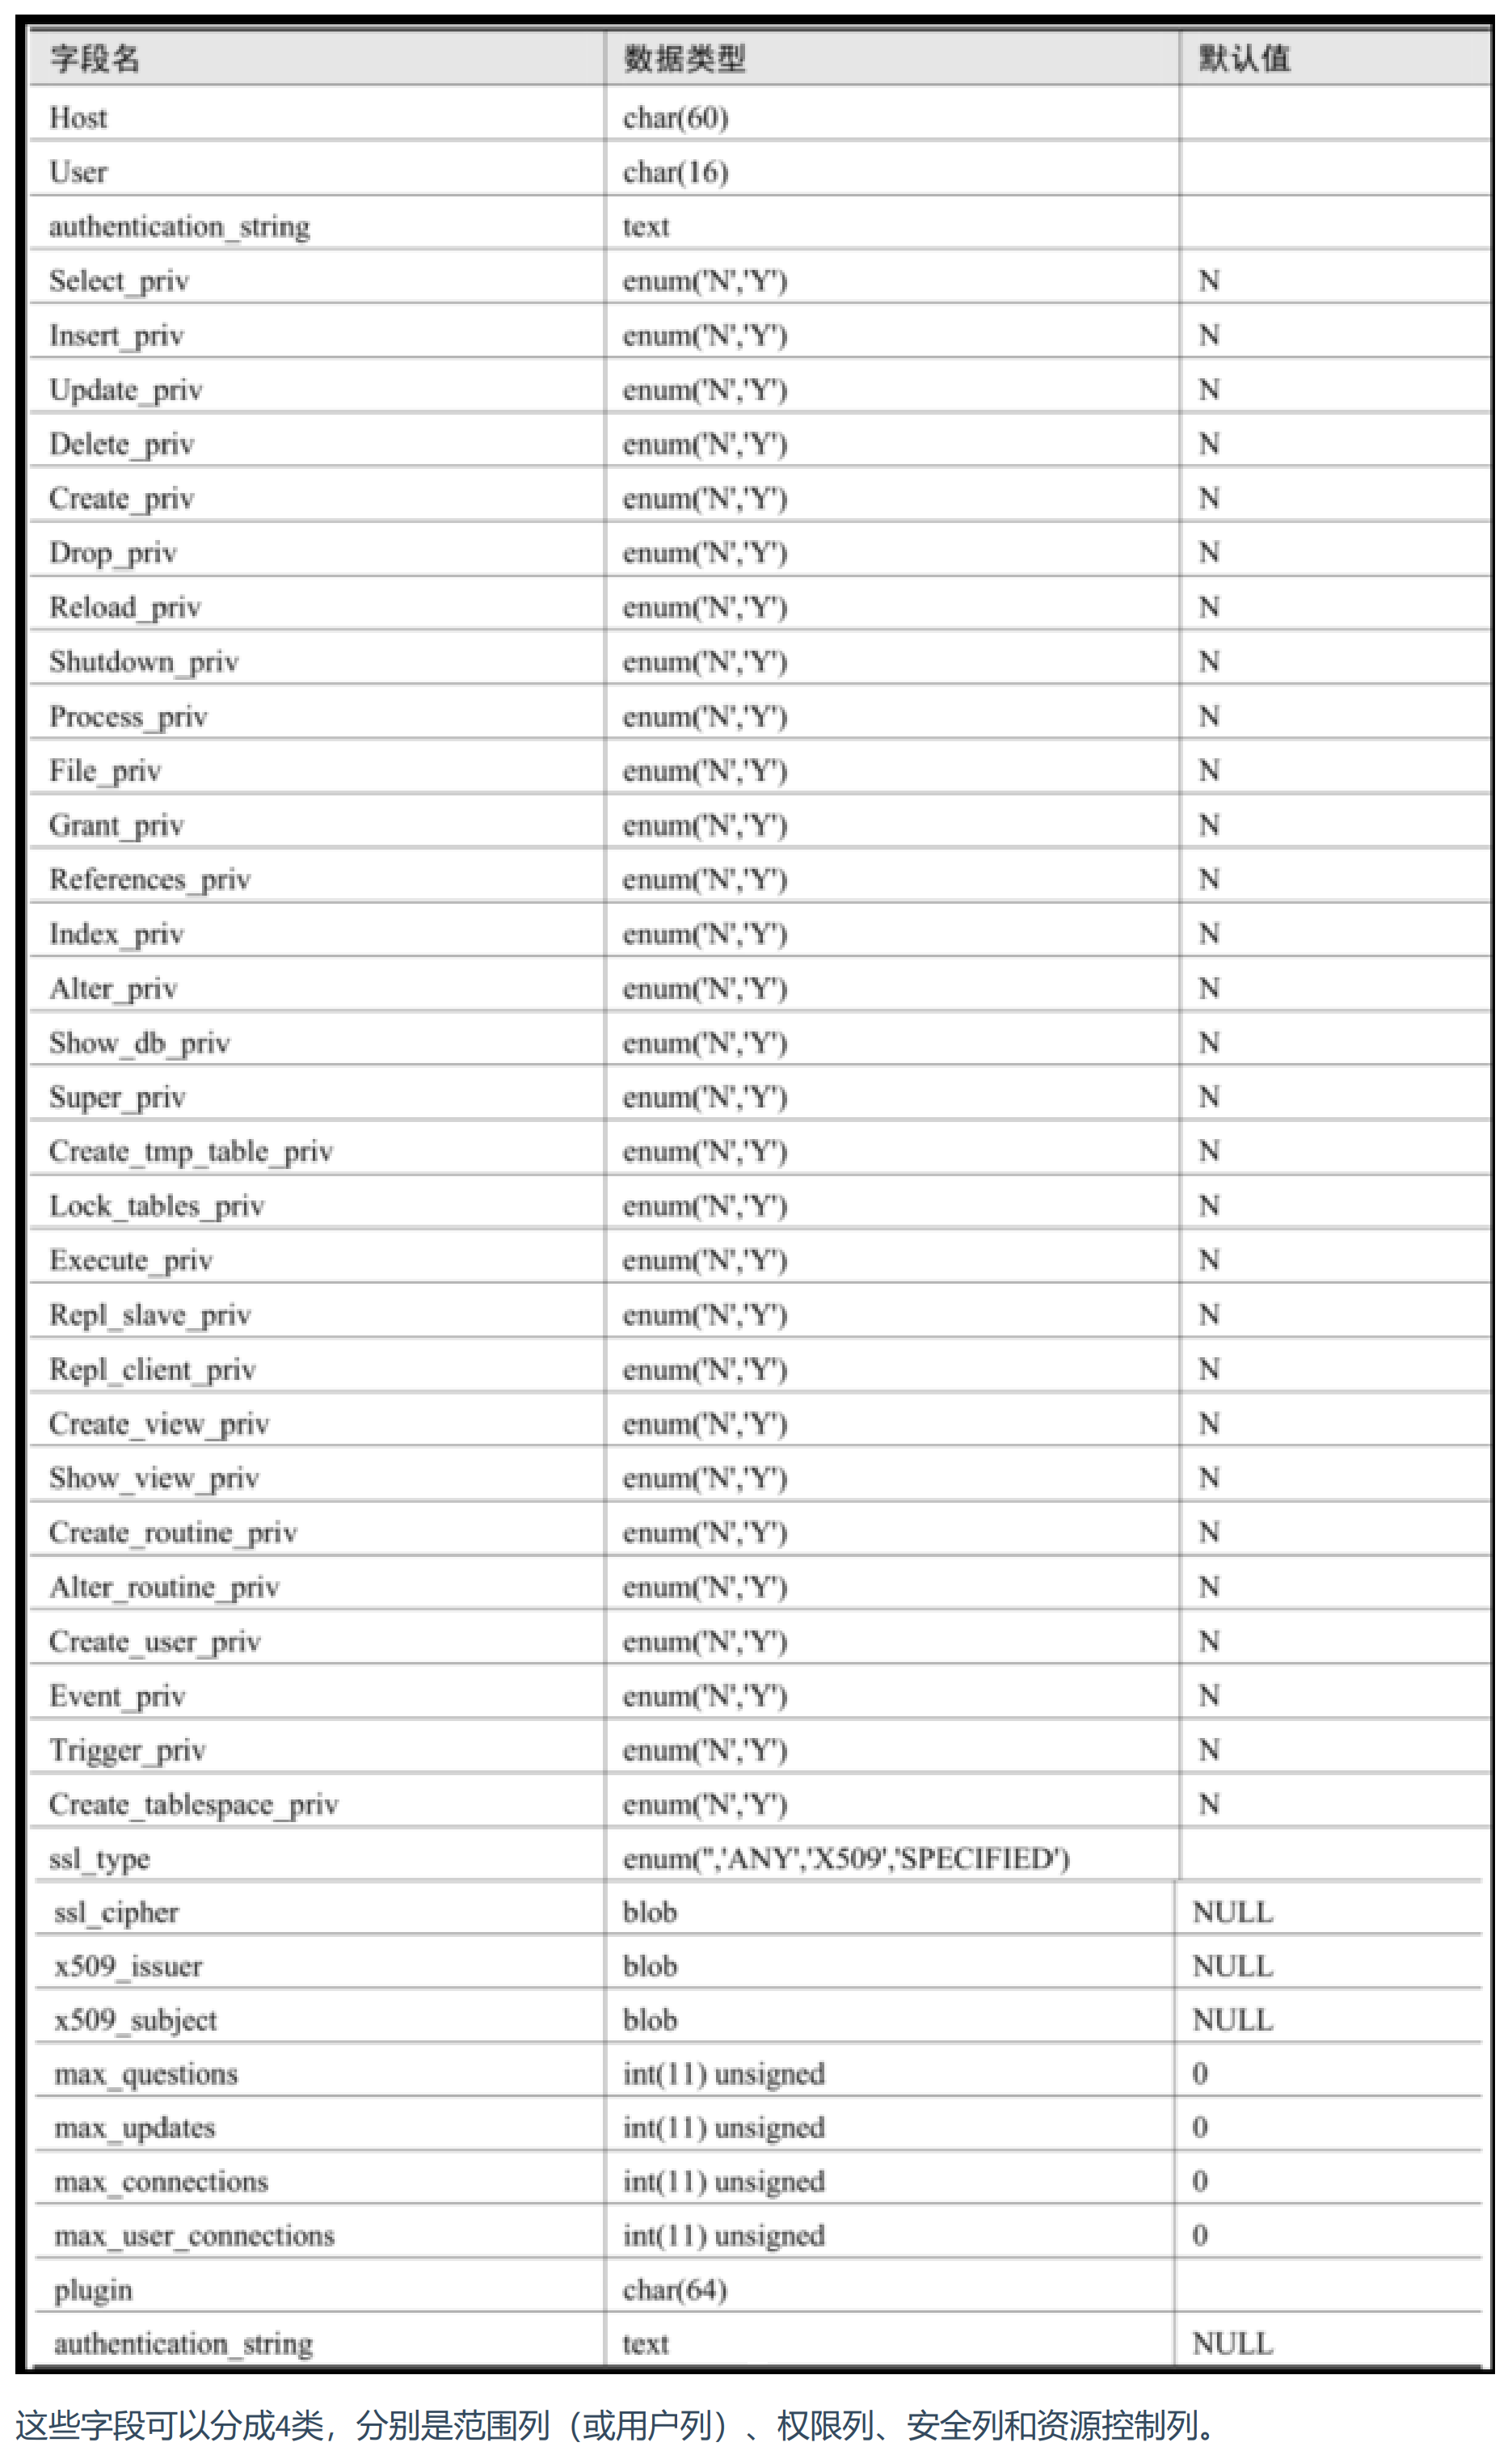 字段名 数据类型 默认值
Host char(60)
User char(16)
authentication_string text
Select_priv enum('N','Y') N
Insert_priv enum('N','Y') N
Update_priv enum('N','Y') N
Delete_priv enum('N','Y') N
Create_priv enum('N','Y') N
Drop_priv enum('N','Y') N
Reload_priv enum('N','Y') N
Shutdown_priv enum('N','Y') N
Process_priv enum('N','Y') N
File_priv enum('N','Y') N
Grant_priv enum('N','Y') N
References_priv enum('N','Y') N
Index_priv enum('N','Y') N
Alter_priv enum('N','Y') N
Show_db_priv enum('N','Y') N
Super_priv enum('N','Y') N
Create_tmp_table_priv enum('N','Y') N
Lock_tables_priv enum('N','Y') N
Execute_priv enum('N','Y') N
Repl_slave_priv enum('N','Y') N
Repl_client_priv enum('N','Y') N
Create_view_priv enum('N','Y') N
Show_view_priv enum('N','Y') N
Create_routine_priv enum('N','Y') N
Alter_routine_priv enum('N','Y') N
Create_user_priv enum('N','Y') N
Event_priv enum('N','Y') N
Trigger_priv enum('N','Y') N
Create_tablespace_priv enum('N','Y') N
ssl_type enum('','ANY','X509','SPECIFIED')
ssl_cipher blob NULL
x509_issuer blob NULL
x509_subject blob NULL
max_questions int(11) unsigned 0
max_updates int(11) unsigned 0
max_connections int(11) unsigned 0
max_user_connections int(11) unsigned 0
plugin char(64)
authentication_string text NULL
这些字段可以分成4类，分别是范围列（或用户列）、权限列、安全列和资源控制列。